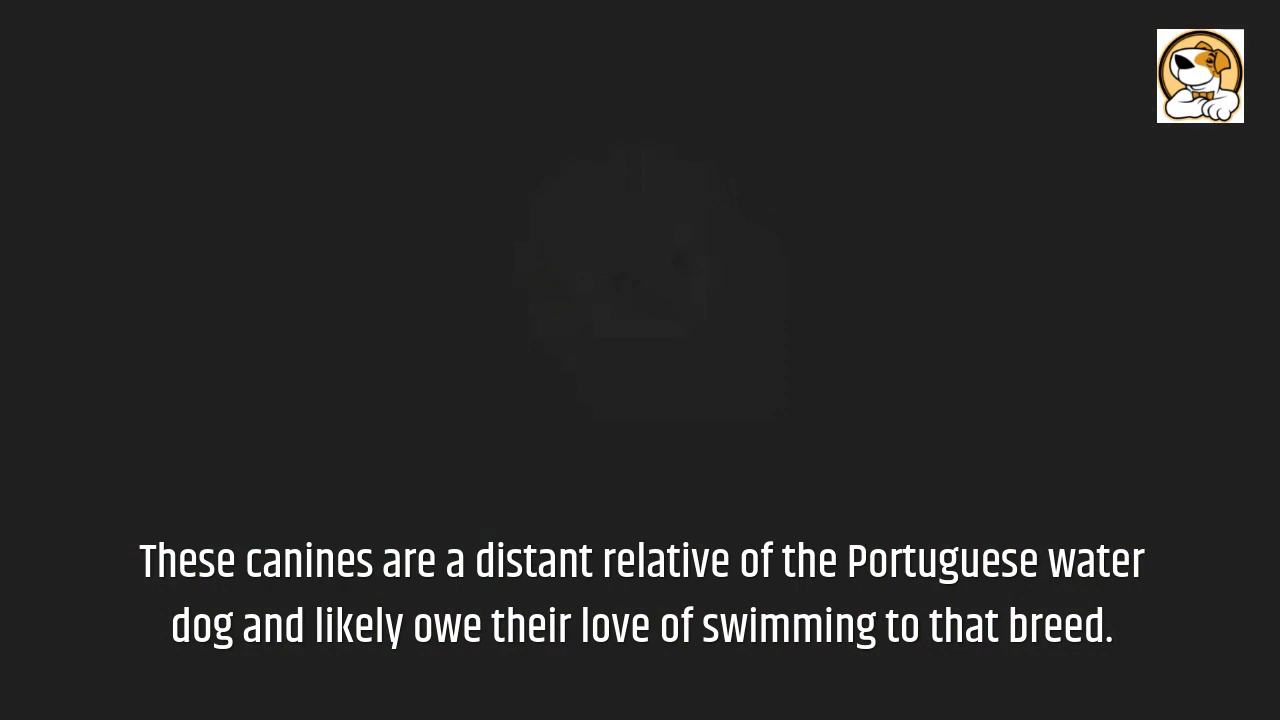 These canines are a distant relative of the Portuguese water
dog and likely owe their love of swimming to that breed.